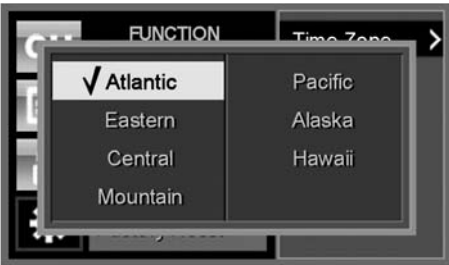 FUNCTION
Time Zone
√ Atlantic
Eastern
Central
Mountain
Pacific
Alaska
Hawaii